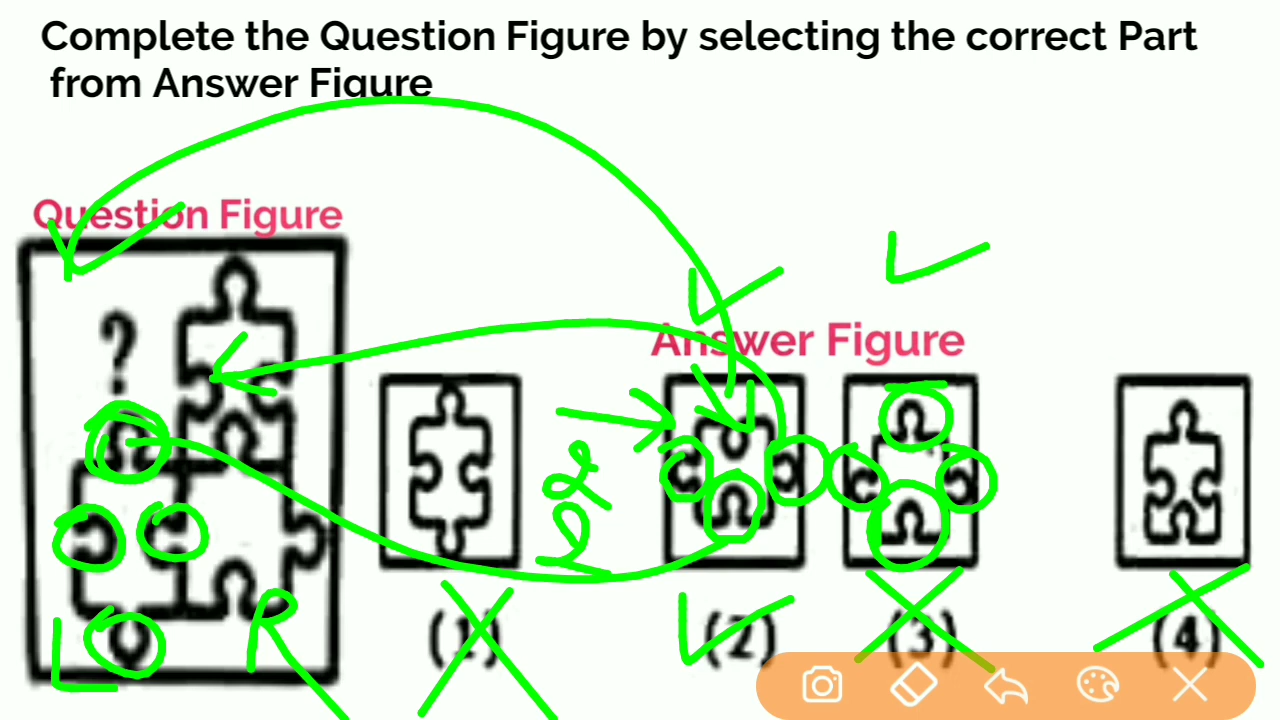 Complete the Question Figure by selecting the correct Part
from Answer Figure
Question Figure
?
Answer Figure
(1) (2) (3) (4)